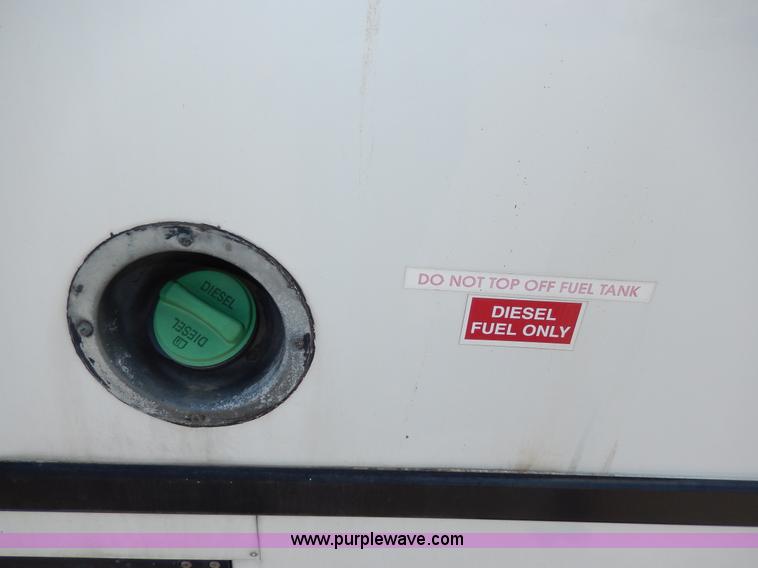 DIESEL
DIESEL
DO NOT TOP OFF FUEL TANK
DIESEL
FUEL ONLY
www.purplewave.com